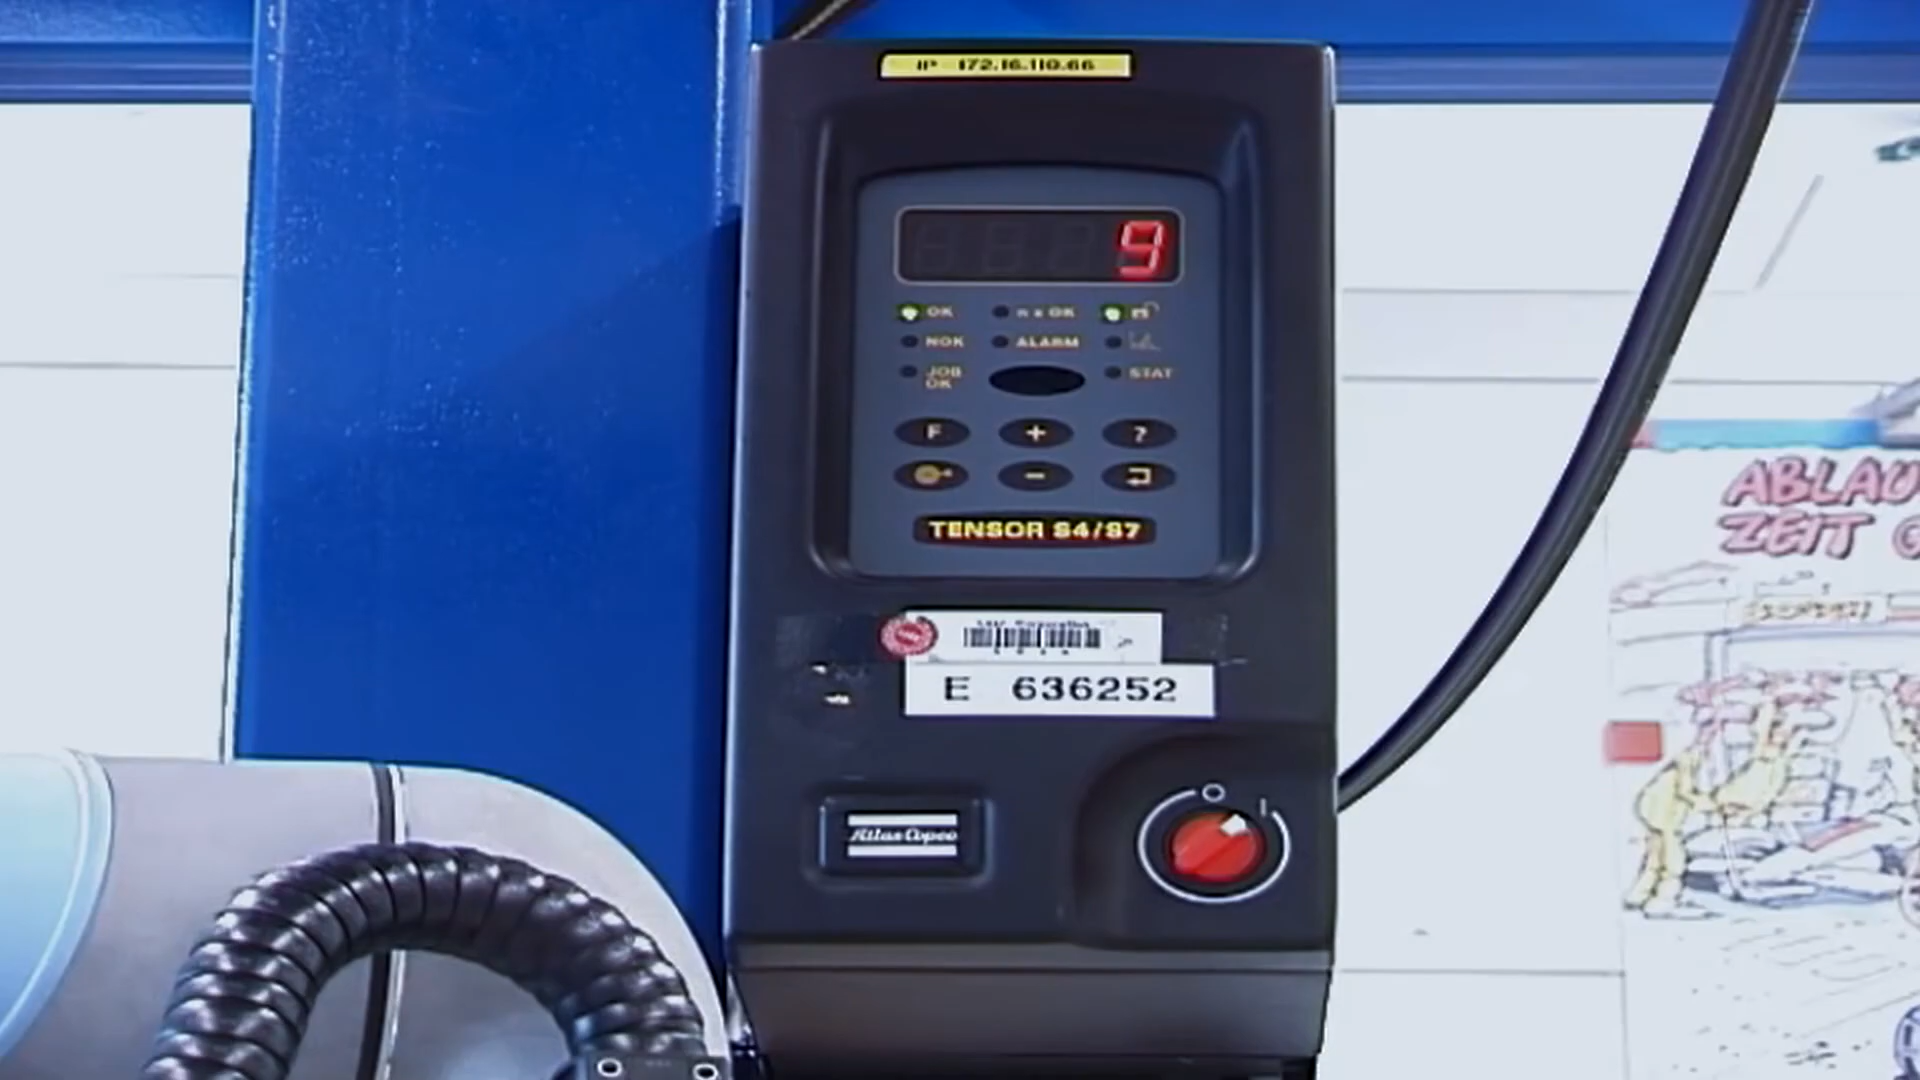 IP 172.16.110.66
9
OK
n x OK
NOK
ALARM
JOB
OK
STAT
F
+
?
-
TENSOR S4/S7
E 636252
Atlas Copco
O
I
ABLAU
ZEIT G